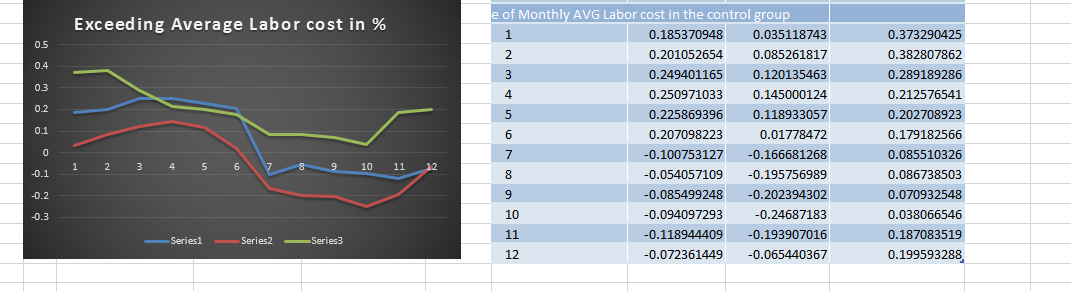 Exceeding Average Labor cost in %
0.5
0.4
0.3
0.2
0.1
0
-0.1
-0.2
-0.3
1 2 3 4 5 6 7 8 9 10 11 12
Series1 Series2 Series3
e of Monthly AVG Labor cost in the control group
1 0.185370948 0.035118743 0.373290425
2 0.201052654 0.085261817 0.382807862
3 0.249401165 0.120135463 0.289189286
4 0.250971033 0.145000124 0.212576541
5 0.225869396 0.118933057 0.202708923
6 0.207098223 0.01778472 0.179182566
7 -0.100753127 -0.166681268 0.085510326
8 -0.054057109 -0.195756989 0.086738503
9 -0.085499248 -0.202394302 0.070932548
10 -0.094097293 -0.24687183 0.038066546
11 -0.118944409 -0.193907016 0.187083519
12 -0.072361449 -0.065440367 0.199593288